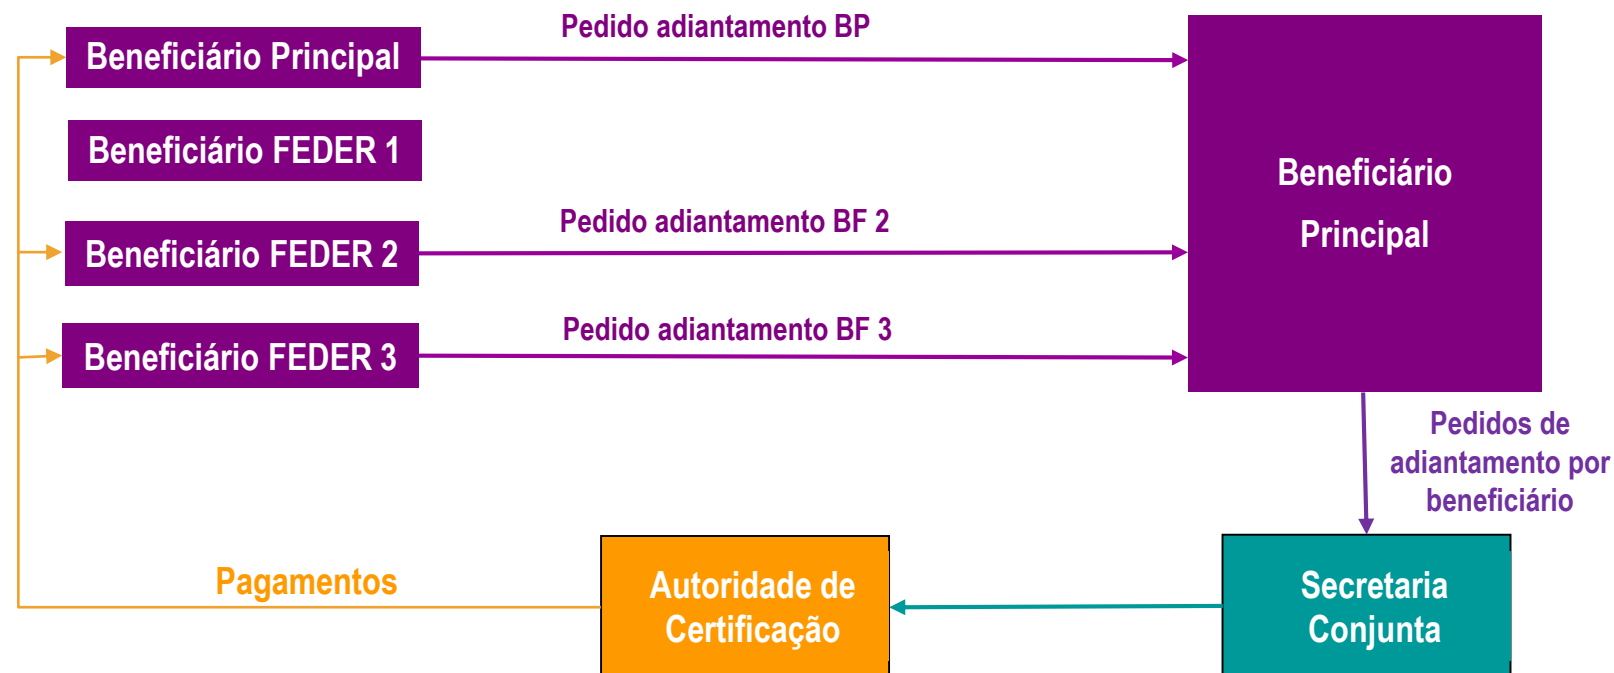 Pedido adiantamento BP
Beneficiário Principal
Beneficiário FEDER 1
Pedido adiantamento BF 2
Beneficiário FEDER 2
Pedido adiantamento BF 3
Beneficiário FEDER 3
Beneficiário
Principal
Pedidos de
adiantamento por
beneficiário
Secretaria
Conjunta
Autoridade de
Certificação
Pagamentos